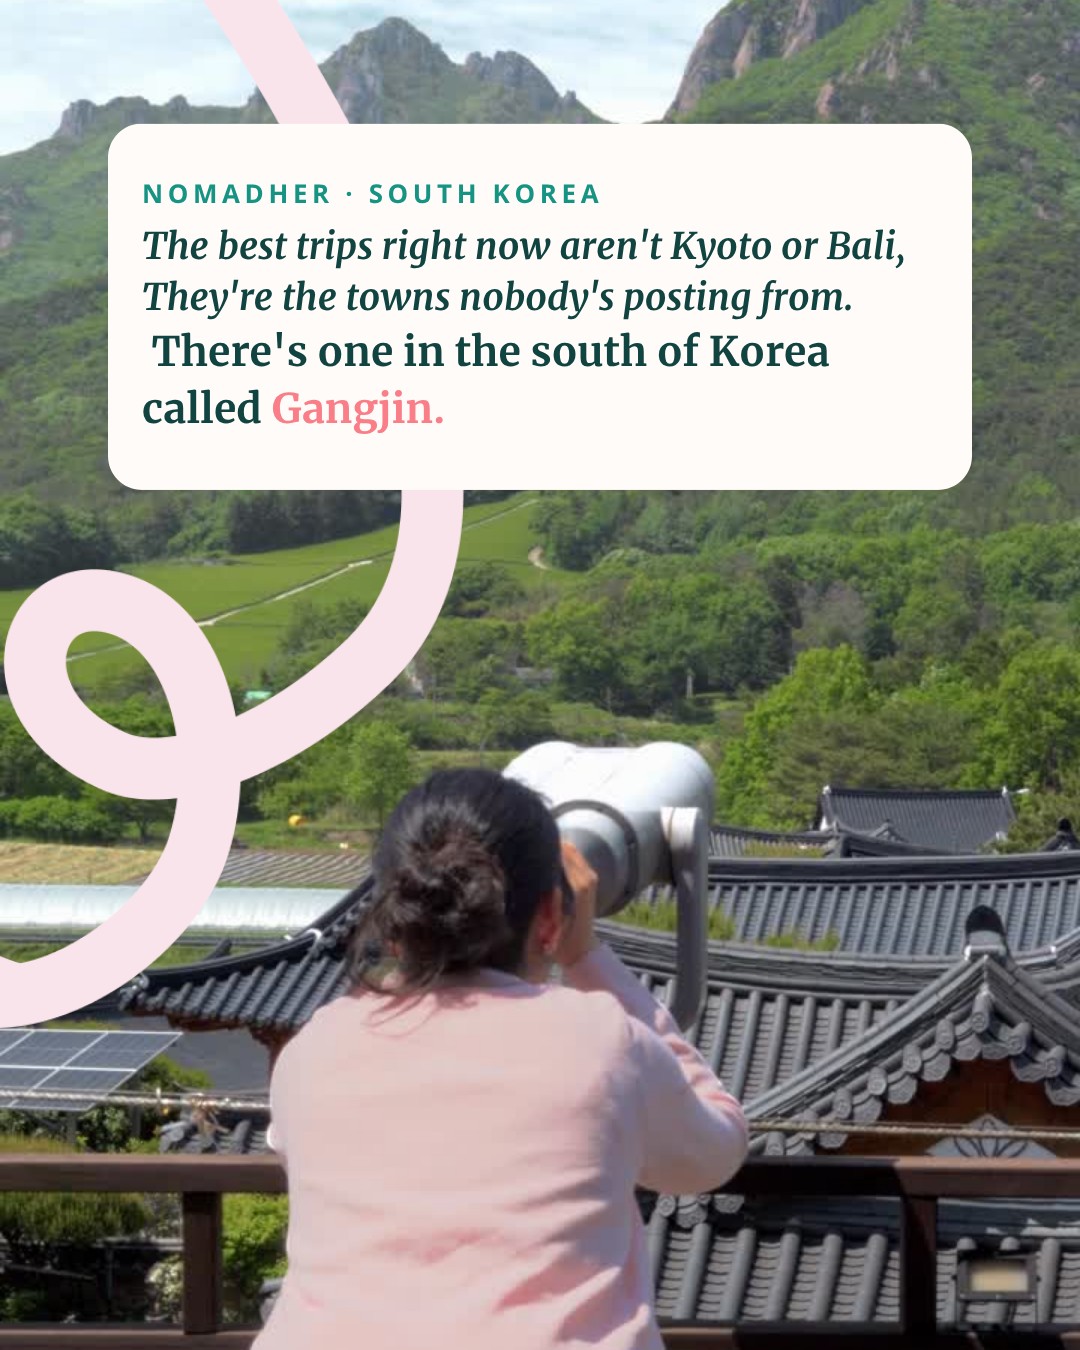 NOMADHER · SOUTH KOREA
The best trips right now aren't Kyoto or Bali,
They're the towns nobody's posting from.
There's one in the south of Korea
called Gangjin.